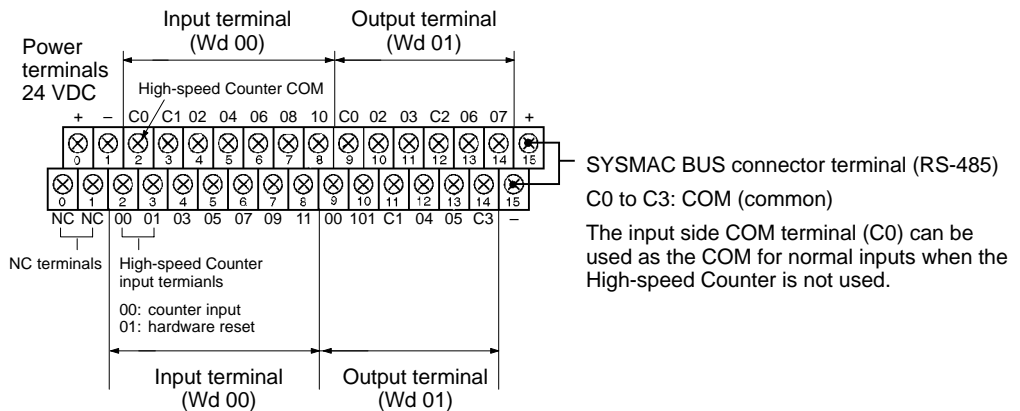 Input terminal
(Wd 00)
Output terminal
(Wd 01)
Power
terminals
24 VDC
High-speed Counter COM
+ – C0 C1 02 04 06 08 10 C0 02 03 C2 06 07 +
0 1 2 3 4 5 6 7 8 9 10 11 12 13 14 15
0 1 2 3 4 5 6 7 8 9 10 11 12 13 14 15
NC NC 00 01 03 05 07 09 11 00 101 C1 04 05 C3 –
NC terminals
High-speed Counter
input termianls
00: counter input
01: hardware reset
Input terminal
(Wd 00)
Output terminal
(Wd 01)
SYSMAC BUS connector terminal (RS-485)
C0 to C3: COM (common)
The input side COM terminal (C0) can be
used as the COM for normal inputs when the
High-speed Counter is not used.